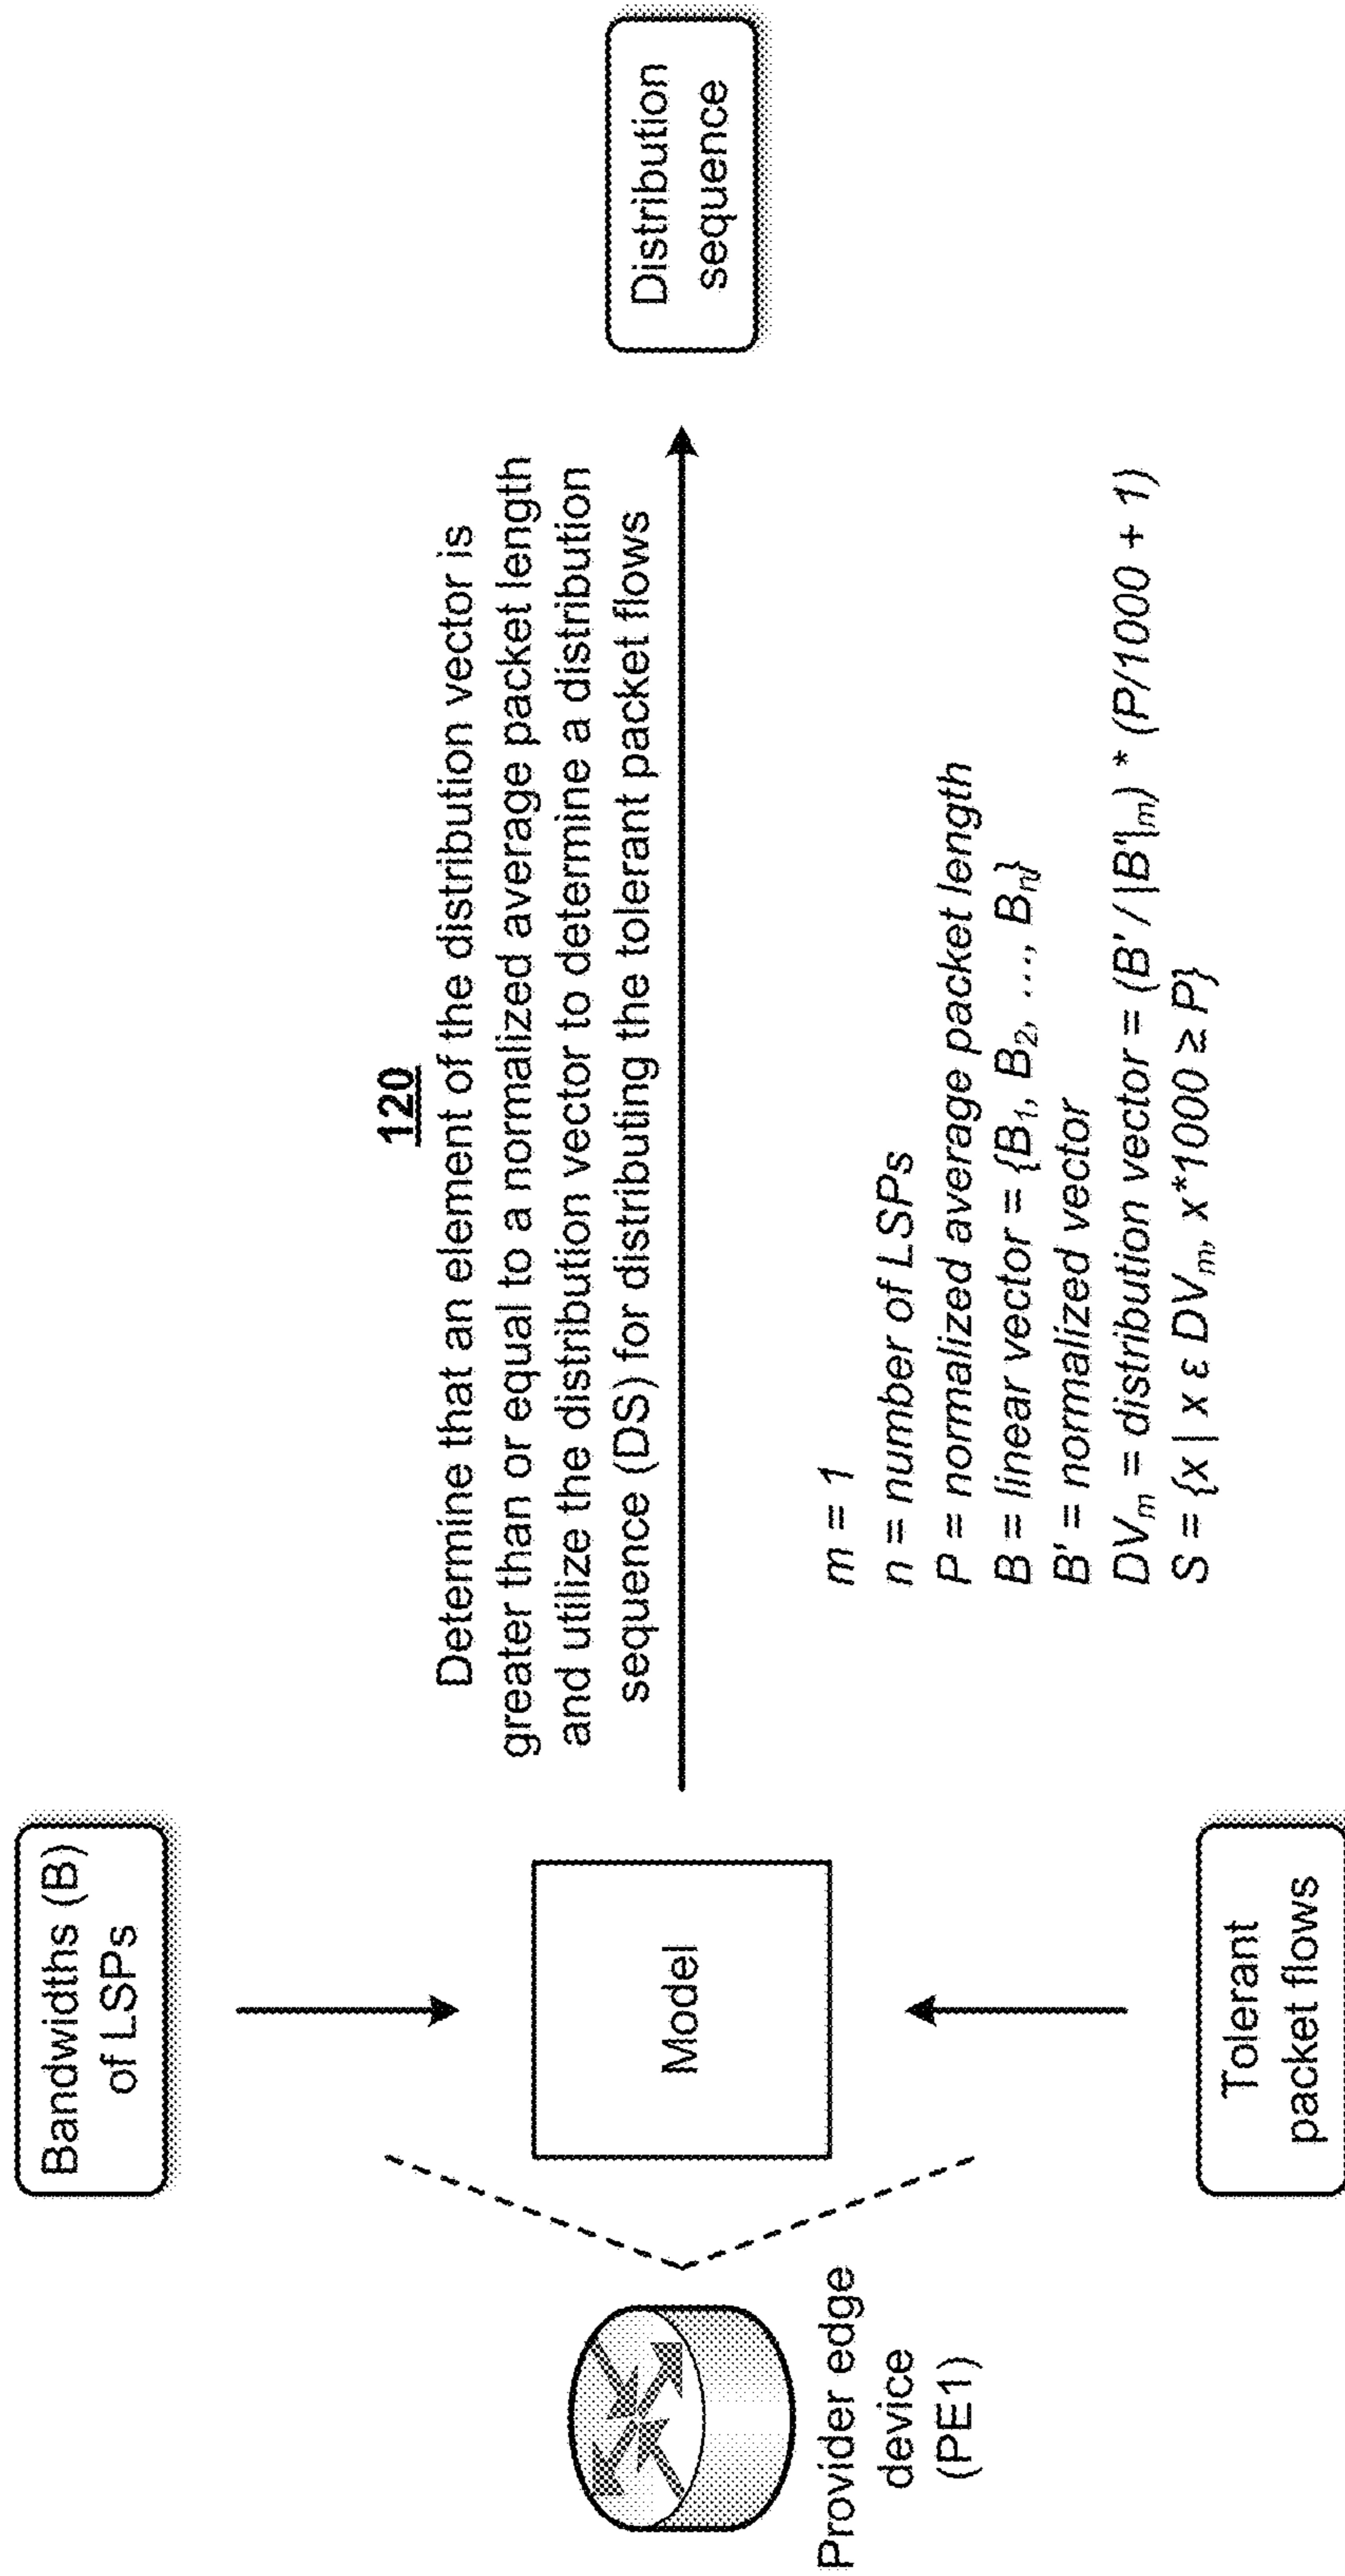 Bandwidths (B)
of LSPs
Provider edge
device
(PE1)
Model
Tolerant
packet flows
120
Determine that an element of the distribution vector is
greater than or equal to a normalized average packet length
and utilize the distribution vector to determine a distribution
sequence (DS) for distributing the tolerant packet flows
m = 1
n = number of LSPs
P = normalized average packet length
B = linear vector = {B₁, B₂, ..., Bₙ}
B' = normalized vector
DVₘ = distribution vector = (B' / |B'|ₘ) * (P/1000 + 1)
S = {x | x ε DVₘ, x*1000 ≥ P}
Distribution
sequence